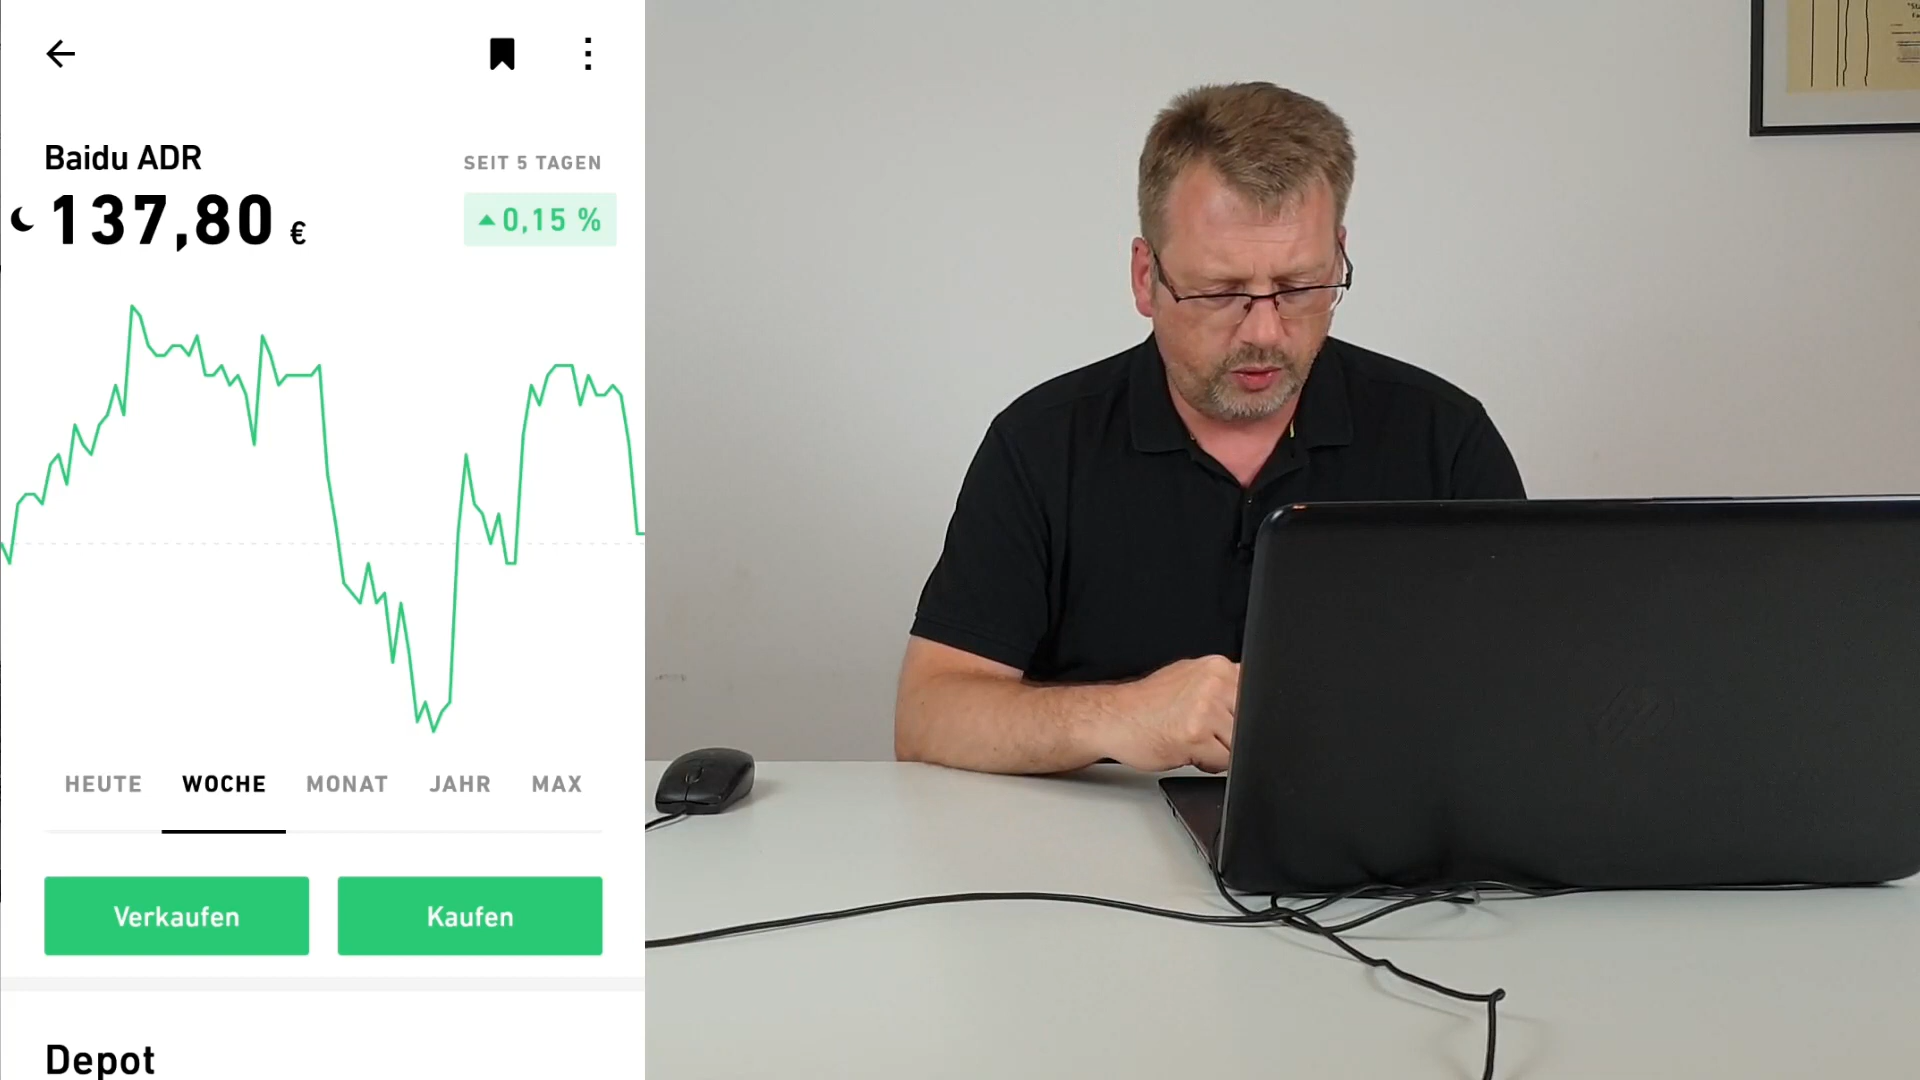 Baidu ADR
SEIT 5 TAGEN
137,80 €
0,15 %
HEUTE WOCHE MONAT JAHR MAX
Verkaufen Kaufen
Depot